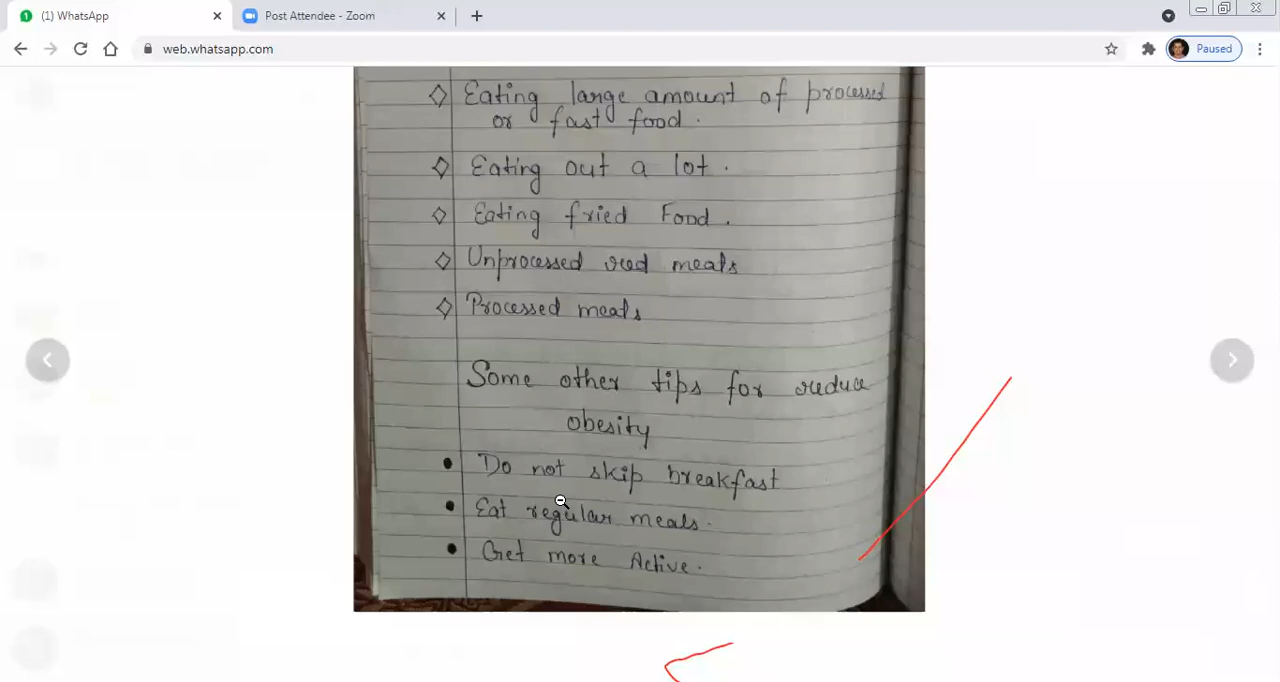 (1) WhatsApp
Post Attendee - Zoom
web.whatsapp.com
Paused
Eating large amount of processed
or fast food.
Eating out a lot.
Eating fried Food.
Unprocessed red meals
Processed meals
Some other tips for reduce
obesity
Do not skip breakfast
Eat regular meals.
Get more Active.